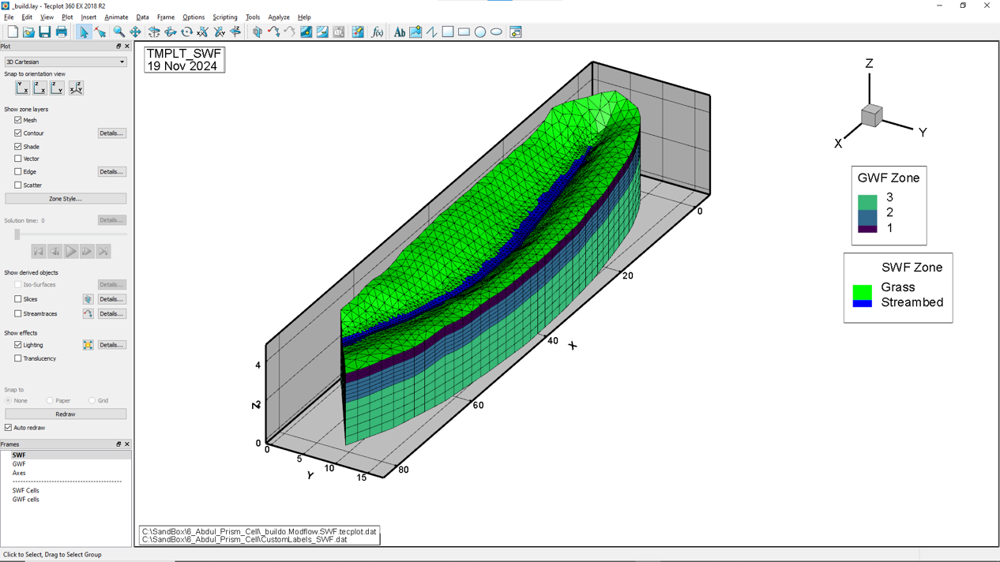 _build.lay - Tecplot 360 EX 2018 R2
File Edit View Plot Insert Animate Data Frame Options Scripting Tools Analyze Help
Plot
3D Cartesian
Snap to orientation view
Y X Z X Z Y X Z Y
Show zone layers
Mesh
Contour Details...
Shade
Vector
Edge Details...
Scatter
Zone Style...
Solution time: 0 Details...
Show derived objects
Iso-Surfaces Details...
Slices Details...
Streamtraces Details...
Show effects
Lighting Details...
Translucency
Snap to
None Paper Grid
Redraw
Auto redraw
Frames
SWF
GWF
Axes
SWF Cells
GWF cells
Click to Select, Drag to Select Group
f(x)
Ab
TMPLT_SWF
19 Nov 2024
Z
X
Y
GWF Zone
3
2
1
SWF Zone
Grass
Streambed
0
20
40
X
60
80
4
Z
2
0
0
5
10
15
Y
C:\SandBox\6_Abdul_Prism_Cell\_buildo.Modflow.SWF.tecplot.dat
C:\SandBox\6_Abdul_Prism_Cell\CustomLabels_SWF.dat